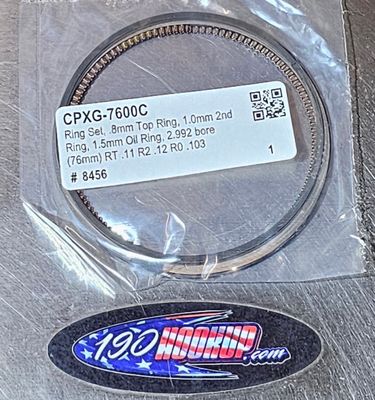 CPXG-7600C
Ring Set, .8mm Top Ring, 1.0mm 2nd
Ring, 1.5mm Oil Ring, 2.992 bore
(76mm) RT .11 R2 .12 R0 .103
# 8456 1
190HOOKUP.com